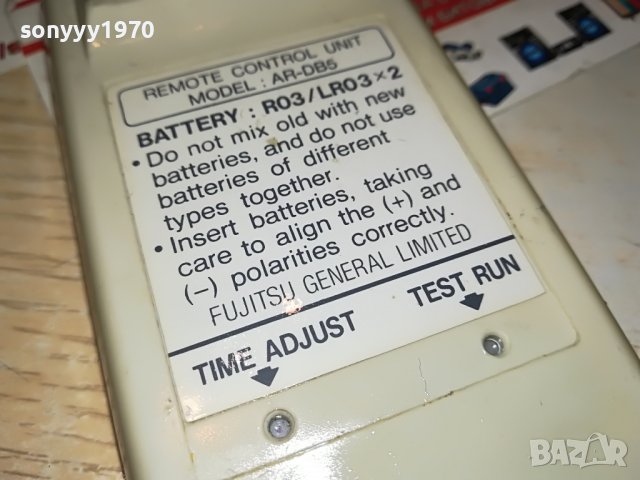 sonyyy1970
REMOTE CONTROL UNIT
MODEL : AR-DB5
BATTERY : R03/LR03×2
• Do not mix old with new
batteries, and do not use
batteries of different
types together.
• Insert batteries, taking
care to align the (+) and
(−) polarities correctly.
FUJITSU GENERAL LIMITED
TIME ADJUST TEST RUN
BAZAR
bazar.bg